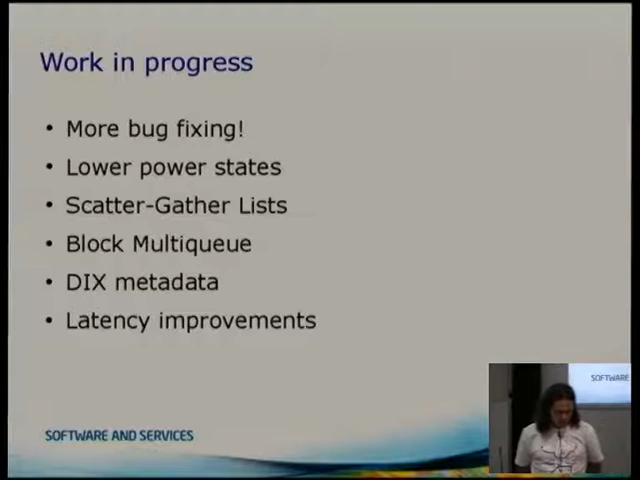 Work in progress
• More bug fixing!
• Lower power states
• Scatter-Gather Lists
• Block Multiqueue
• DIX metadata
• Latency improvements
SOFTWARE
SOFTWARE AND SERVICES